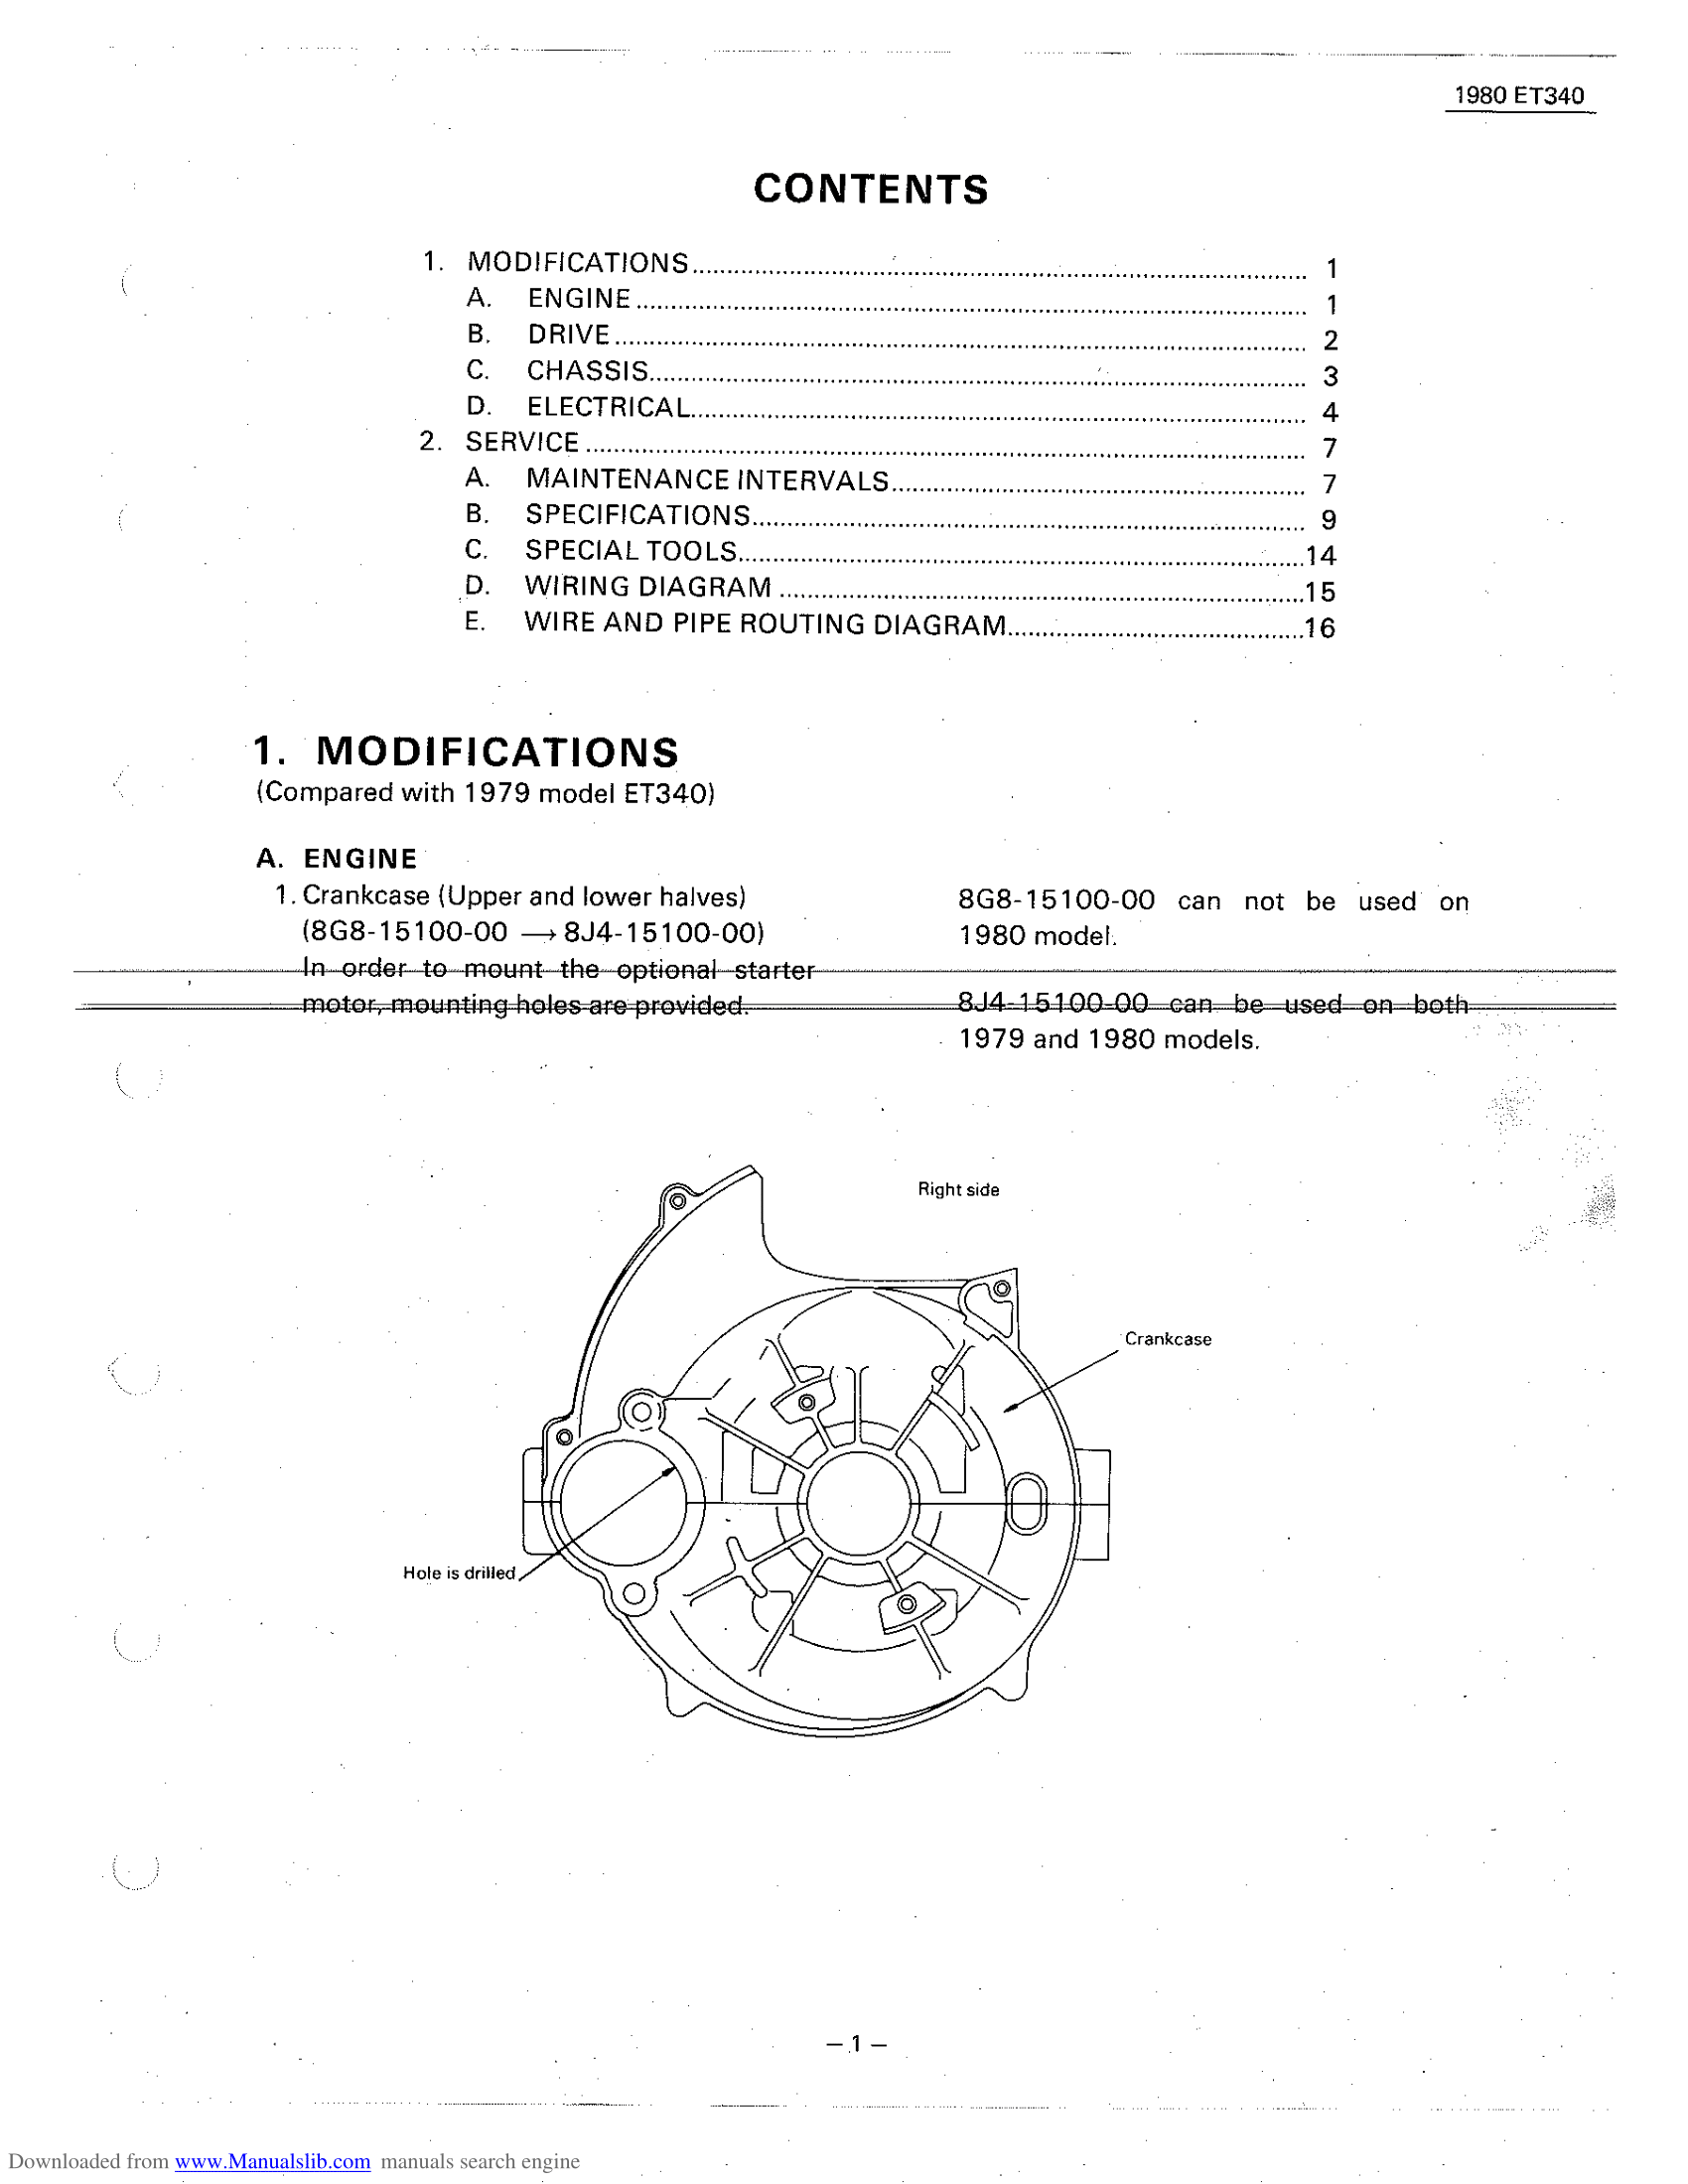 1980 ET340
CONTENTS
1. MODIFICATIONS 1
A. ENGINE 1
B. DRIVE 2
C. CHASSIS 3
D. ELECTRICAL 4
2. SERVICE 7
A. MAINTENANCE INTERVALS 7
B. SPECIFICATIONS 9
C. SPECIAL TOOLS 14
D. WIRING DIAGRAM 15
E. WIRE AND PIPE ROUTING DIAGRAM 16
1. MODIFICATIONS
(Compared with 1979 model ET340)
A. ENGINE
1. Crankcase (Upper and lower halves)
(8G8-15100-00 → 8J4-15100-00)
In order to mount the optional starter
motor, mounting holes are provided.
8G8-15100-00 can not be used on
1980 model.
8J4-15100-00 can be used on both
1979 and 1980 models.
Right side
Crankcase
Hole is drilled
– 1 –
Downloaded from www.Manualslib.com manuals search engine